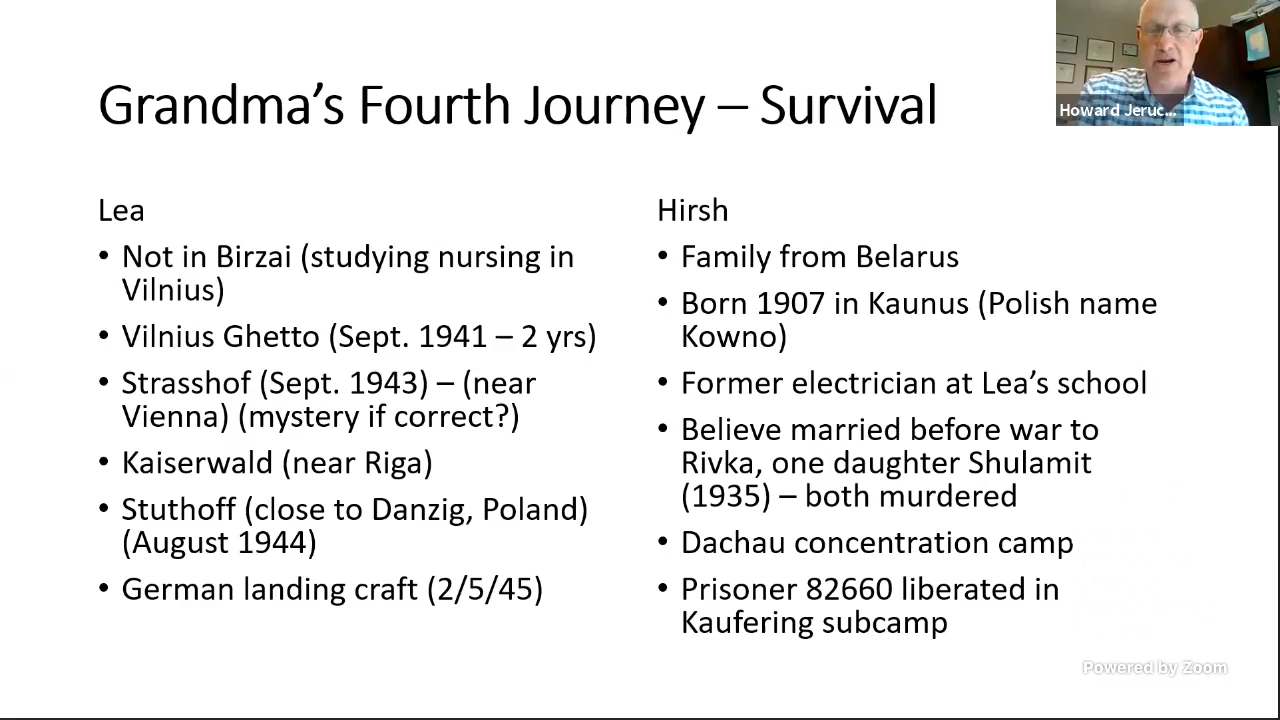 Grandma's Fourth Journey – Survival
Howard Jeruc...
Lea
• Not in Birzai (studying nursing in
Vilnius)
• Vilnius Ghetto (Sept. 1941 – 2 yrs)
• Strasshof (Sept. 1943) – (near
Vienna) (mystery if correct?)
• Kaiserwald (near Riga)
• Stuthoff (close to Danzig, Poland)
(August 1944)
• German landing craft (2/5/45)
Hirsh
• Family from Belarus
• Born 1907 in Kaunus (Polish name
Kowno)
• Former electrician at Lea's school
• Believe married before war to
Rivka, one daughter Shulamit
(1935) – both murdered
• Dachau concentration camp
• Prisoner 82660 liberated in
Kaufering subcamp
Powered by Zoom